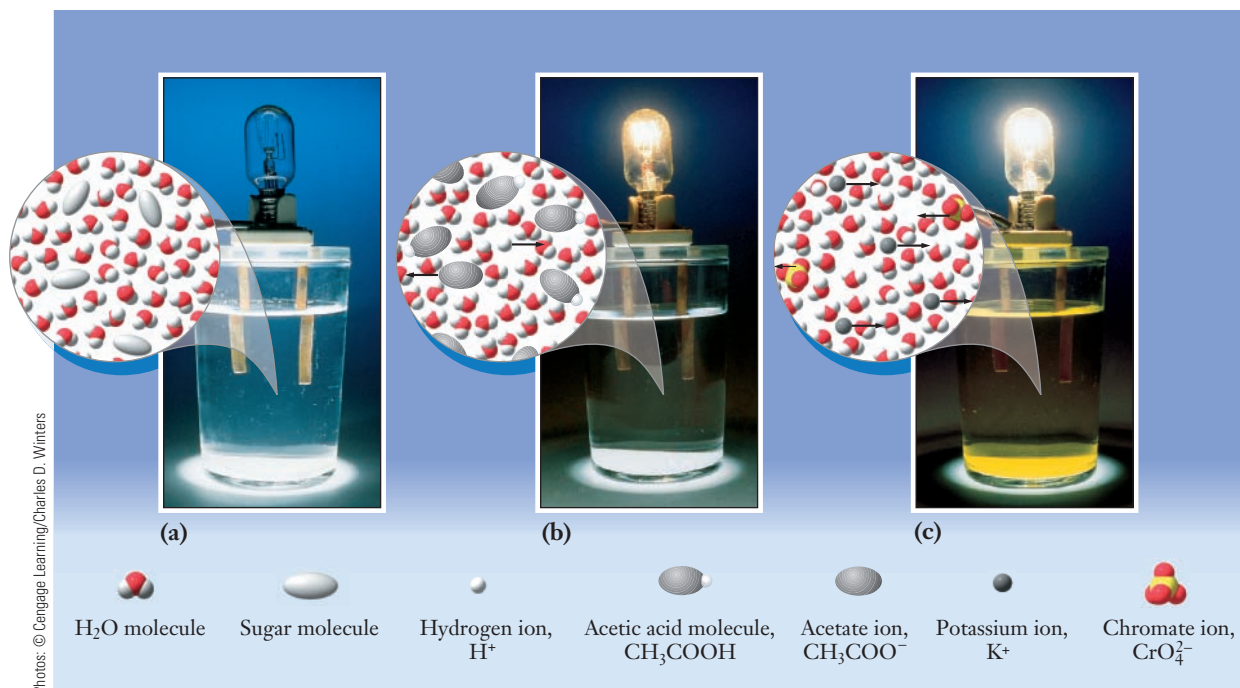 (a)
(b)
(c)
H₂O molecule
Sugar molecule
Hydrogen ion,
H⁺
Acetic acid molecule,
CH₃COOH
Acetate ion,
CH₃COO⁻
Potassium ion,
K⁺
Chromate ion,
CrO₄²⁻
Photos: © Cengage Learning/Charles D. Winters